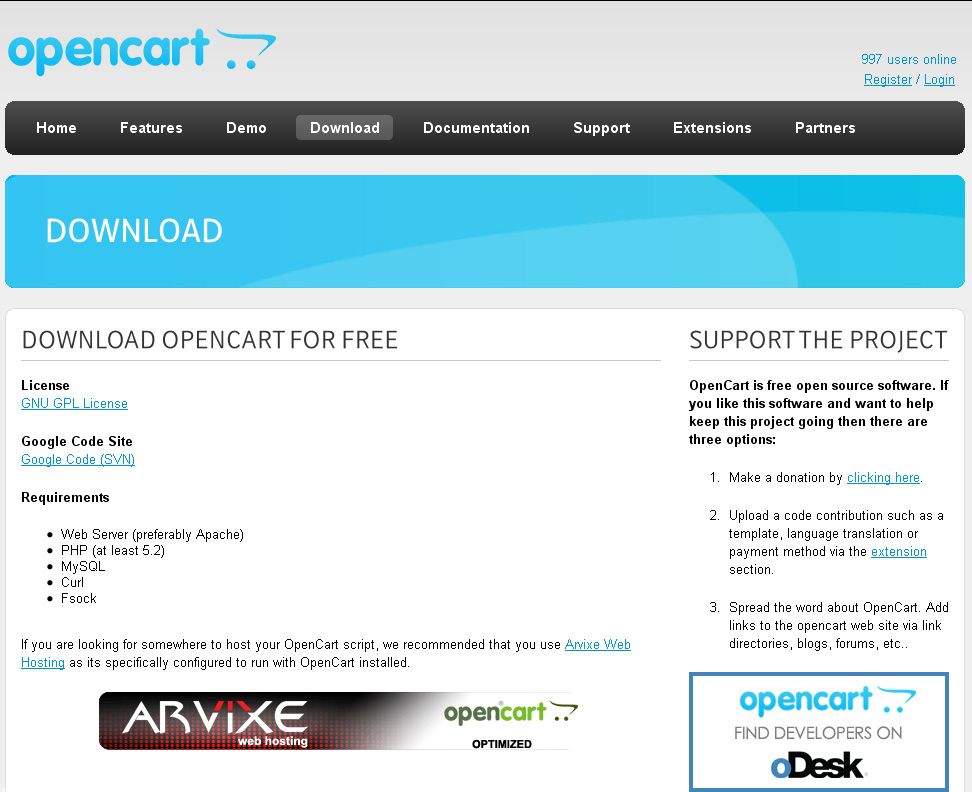 opencart
997 users online
Register / Login
Home Features Demo Download Documentation Support Extensions Partners
DOWNLOAD
DOWNLOAD OPENCART FOR FREE
License
GNU GPL License
Google Code Site
Google Code (SVN)
Requirements
Web Server (preferably Apache)
PHP (at least 5.2)
MySQL
Curl
Fsock
If you are looking for somewhere to host your OpenCart script, we recommended that you use Arvixe Web
Hosting as its specifically configured to run with OpenCart installed.
ARVIXE
web hosting
opencart
OPTIMIZED
SUPPORT THE PROJECT
OpenCart is free open source software. If
you like this software and want to help
keep this project going then there are
three options:
1. Make a donation by clicking here.
2. Upload a code contribution such as a
template, language translation or
payment method via the extension
section.
3. Spread the word about OpenCart. Add
links to the opencart web site via link
directories, blogs, forums, etc..
opencart
FIND DEVELOPERS ON
oDesk